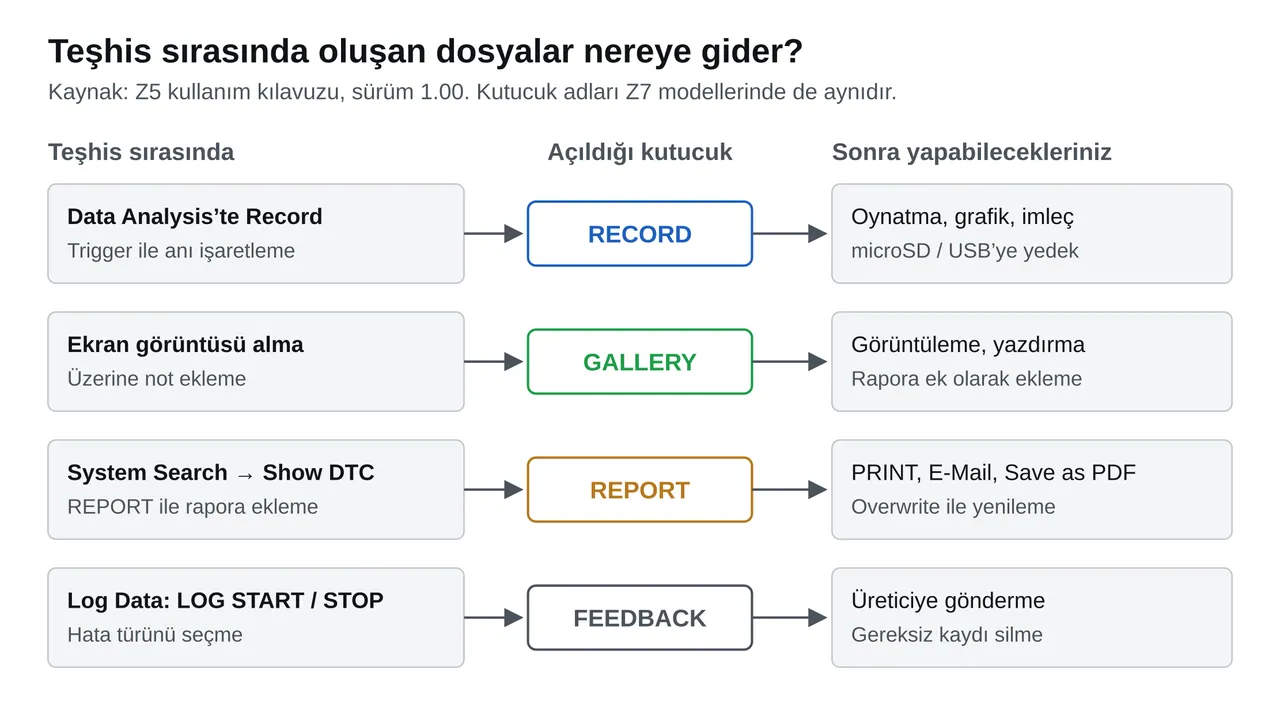 Teşhis sırasında oluşan dosyalar nereye gider?
Kaynak: Z5 kullanım kılavuzu, sürüm 1.00. Kutucuk adları Z7 modellerinde de aynıdır.
Teşhis sırasında
Açıldığı kutucuk
Sonra yapabilecekleriniz
Data Analysis’te Record
Trigger ile anı işaretleme
RECORD
Oynatma, grafik, imleç
microSD / USB’ye yedek
Ekran görüntüsü alma
Üzerine not ekleme
GALLERY
Görüntüleme, yazdırma
Rapora ek olarak ekleme
System Search → Show DTC
REPORT ile rapora ekleme
REPORT
PRINT, E-Mail, Save as PDF
Overwrite ile yenileme
Log Data: LOG START / STOP
Hata türünü seçme
FEEDBACK
Üreticiye gönderme
Gereksiz kaydı silme